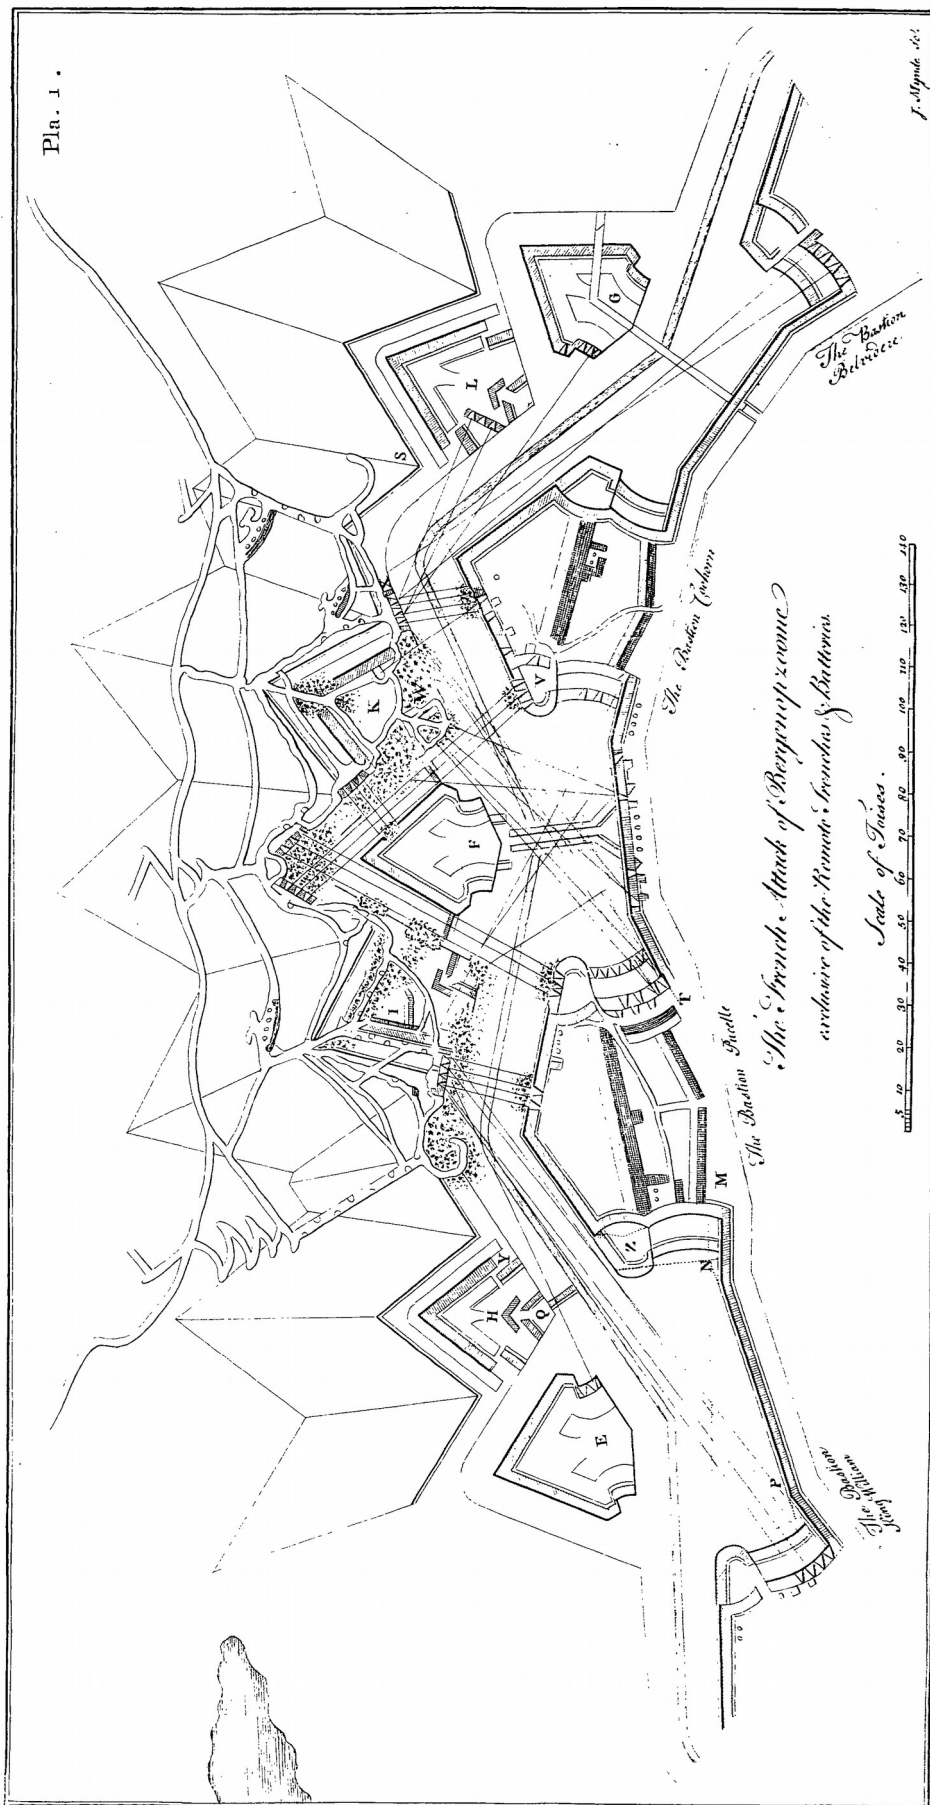 Pla. 1.
S
L
G
The Bastion
Belvidere.
X
K
W
V
The Bastion Coehorn
F
I
T
The Bastion Pucelle
M
N
Z
Y
H
Q
E
P
The Bastion
King William
The French Attack of Bergenopzoome
exclusive of the Remote Trenches & Batteries.
Scale of Toises.
5 10 20 30 40 50 60 70 80 90 100 110 120 130 140
J. Mynde sc.